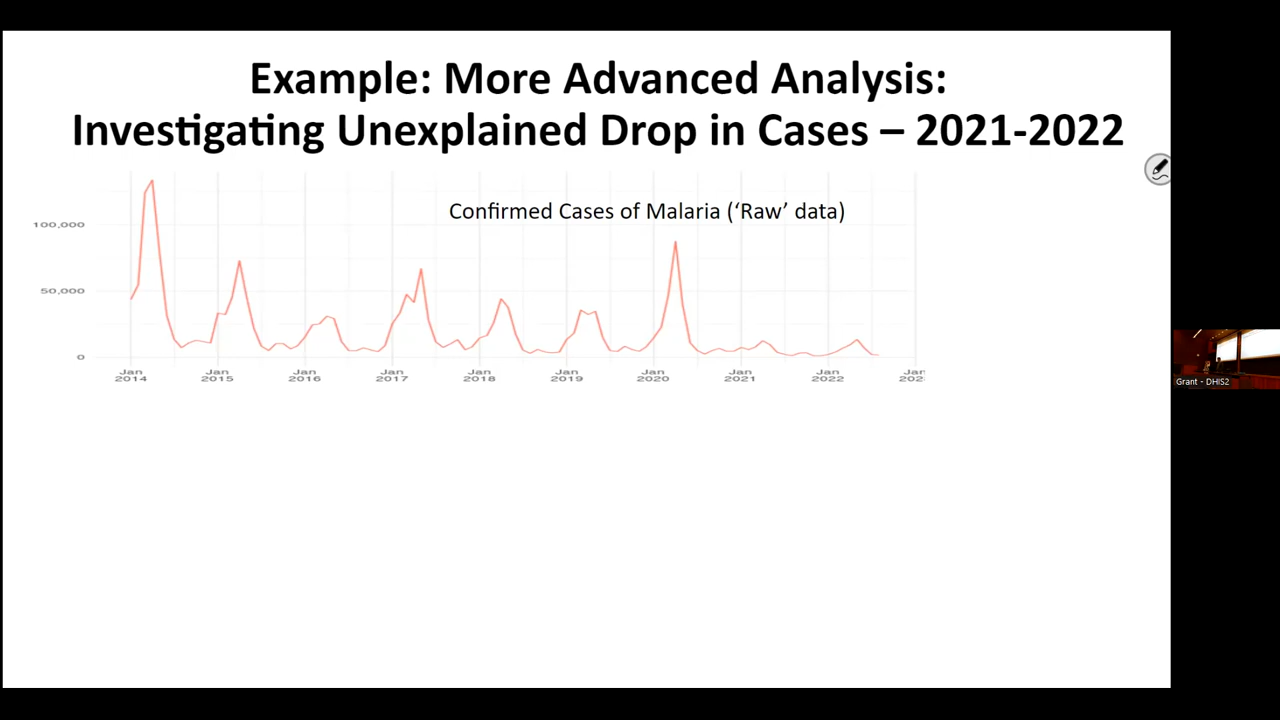 Example: More Advanced Analysis:
Investigating Unexplained Drop in Cases – 2021-2022
Confirmed Cases of Malaria (‘Raw’ data)
100,000
50,000
0
Jan Jan Jan Jan Jan Jan Jan Jan Jan Jan
2014 2015 2016 2017 2018 2019 2020 2021 2022
Grant - DHIS2